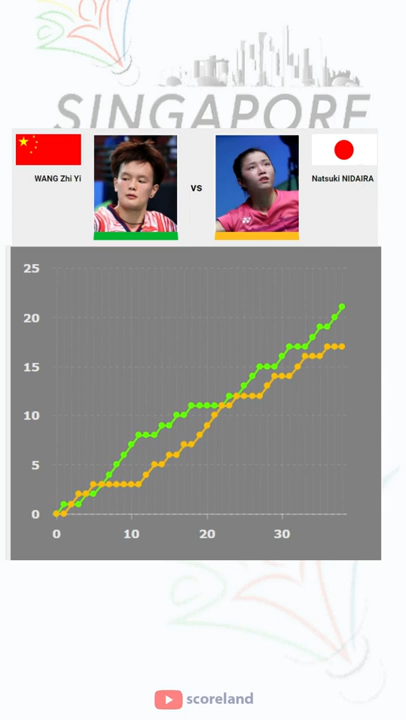 SINGAPORE
WANG Zhi Yi
vs
Natsuki NIDAIRA
25
20
15
10
5
0
0 10 20 30
scoreland